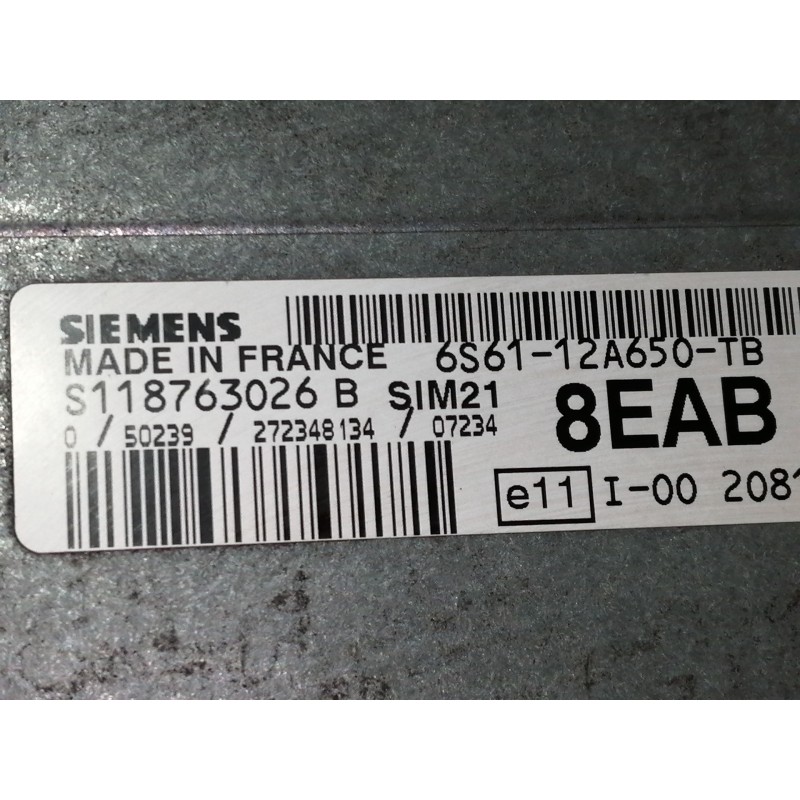 SIEMENS
MADE IN FRANCE 6S61-12A650-TB
S118763026 B SIM21 8EAB
0 / 50239 / 272348134 / 07234
e11 I-00 2081